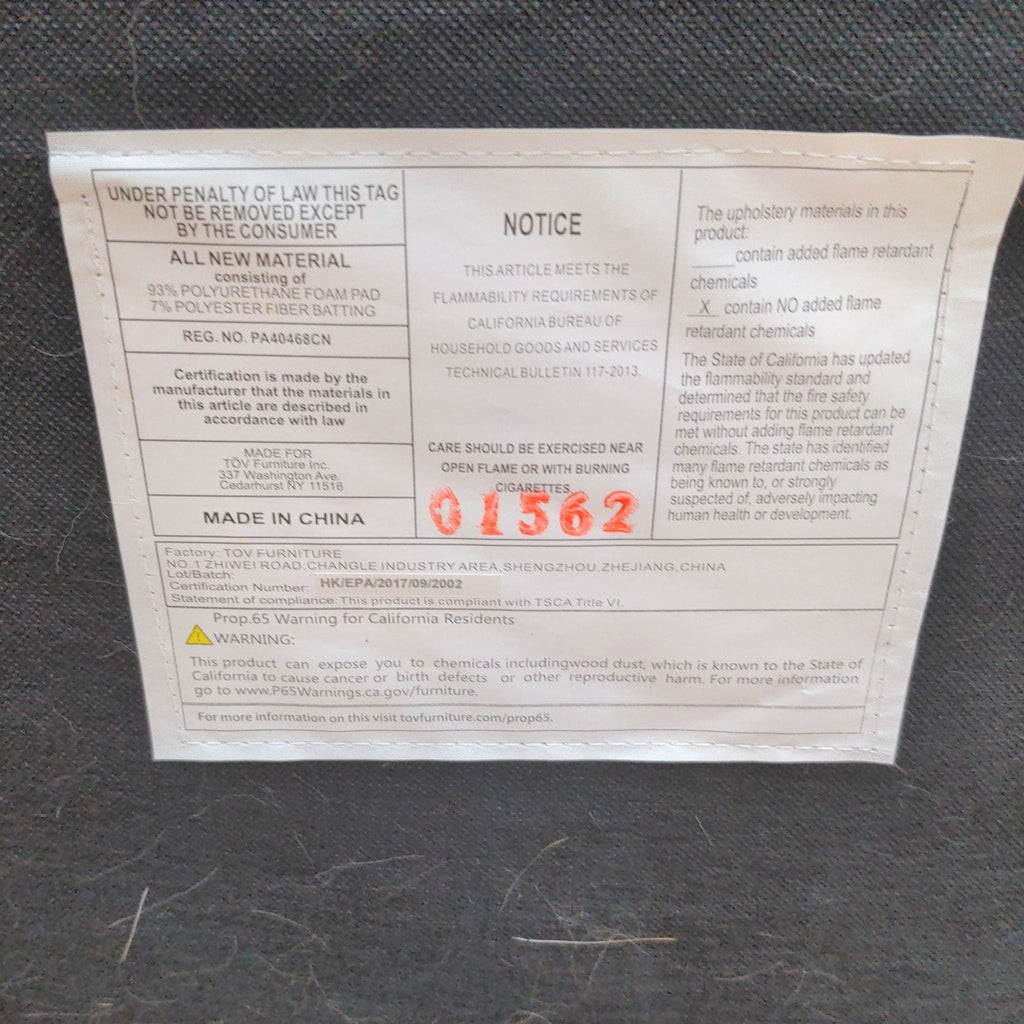 UNDER PENALTY OF LAW THIS TAG
NOT BE REMOVED EXCEPT
BY THE CONSUMER
ALL NEW MATERIAL
consisting of
93% POLYURETHANE FOAM PAD
7% POLYESTER FIBER BATTING
REG. NO. PA40468CN
Certification is made by the
manufacturer that the materials in
this article are described in
accordance with law
MADE FOR
TOV Furniture Inc.
337 Washington Ave.
Cedarhurst NY 11516
MADE IN CHINA
NOTICE
THIS ARTICLE MEETS THE
FLAMMABILITY REQUIREMENTS OF
CALIFORNIA BUREAU OF
HOUSEHOLD GOODS AND SERVICES
TECHNICAL BULLETIN 117-2013.
CARE SHOULD BE EXERCISED NEAR
OPEN FLAME OR WITH BURNING
CIGARETTES
01562
The upholstery materials in this
product:
_____contain added flame retardant
chemicals
X contain NO added flame
retardant chemicals
The State of California has updated
the flammability standard and
determined that the fire safety
requirements for this product can be
met without adding flame retardant
chemicals. The state has identified
many flame retardant chemicals as
being known to, or strongly
suspected of, adversely impacting
human health or development.
Factory: TOV FURNITURE
NO.1 ZHIWEI ROAD,CHANGLE INDUSTRY AREA,SHENGZHOU,ZHEJIANG,CHINA
Lot/Batch:
Certification Number: HK/EPA/2017/09/2002
Statement of compliance: This product is compliant with TSCA Title VI.
Prop.65 Warning for California Residents
WARNING:
This product can expose you to chemicals includingwood dust, which is known to the State of
California to cause cancer or birth defects or other reproductive harm. For more information
go to www.P65Warnings.ca.gov/furniture.
For more information on this visit tovfurniture.com/prop65.